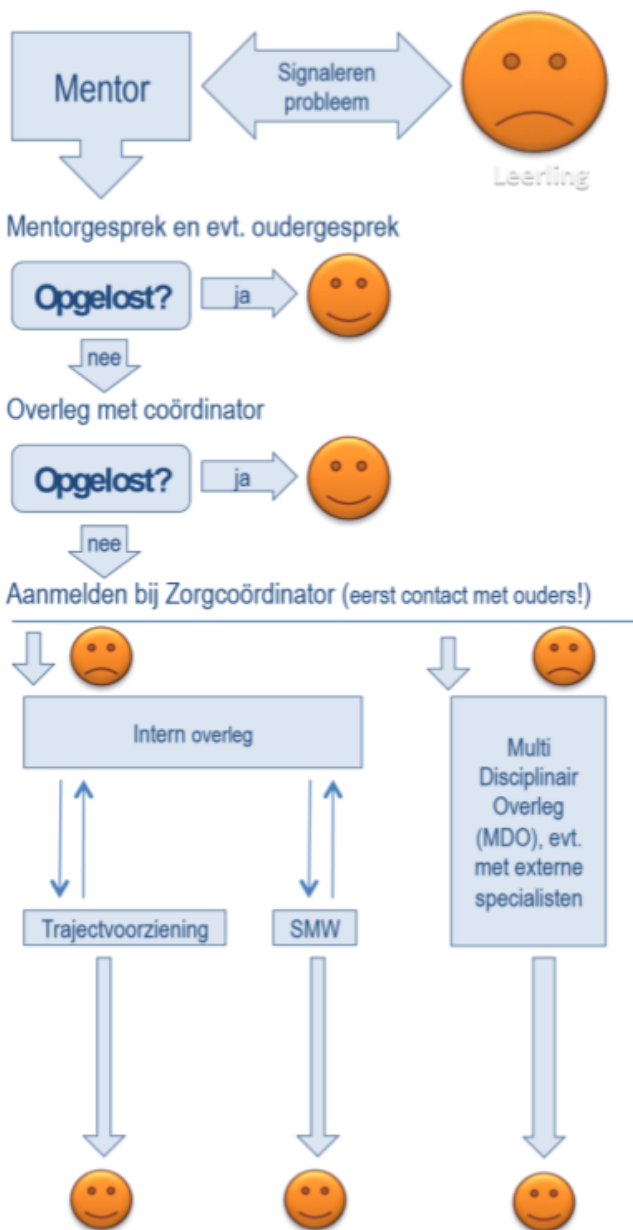 Mentor
Signaleren
probleem
Leerling
Mentorgesprek en evt. oudergesprek
Opgelost?
ja
nee
Overleg met coördinator
Opgelost?
ja
nee
Aanmelden bij Zorgcoördinator (eerst contact met ouders!)
Intern overleg
Multi
Disciplinair
Overleg
(MDO), evt.
met externe
specialisten
Trajectvoorziening
SMW